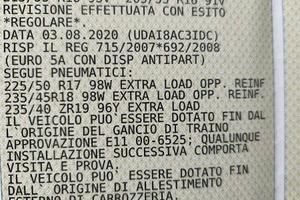 REVISIONE EFFETTUATA CON ESITO
*REGOLARE*
DATA 03.08.2020 (UDAI8AC3IDC)
RISP IL REG 715/2007*692/2008
(EURO 5A CON DISP ANTIPART)
SEGUE PNEUMATICI:
225/50 R17 98W EXTRA LOAD OPP. REINF
235/45R18 98W EXTRA LOAD OPP. REINF.
235/40 ZR19 96Y EXTRA LOAD
IL VEICOLO PUO' ESSERE DOTATO FIN DAL
L'ORIGINE DEL GANCIO DI TRAINO
APPROVAZIONE E11 00-6525; QUALUNQUE
INSTALLAZIONE SUCCESSIVA COMPORTA
VISITA E PROVA.
IL VEICOLO PUO' ESSERE DOTATO FIN
DALL' ORIGINE DI ALLESTIMENTO
ESTERNO DI CARROZZERIA.